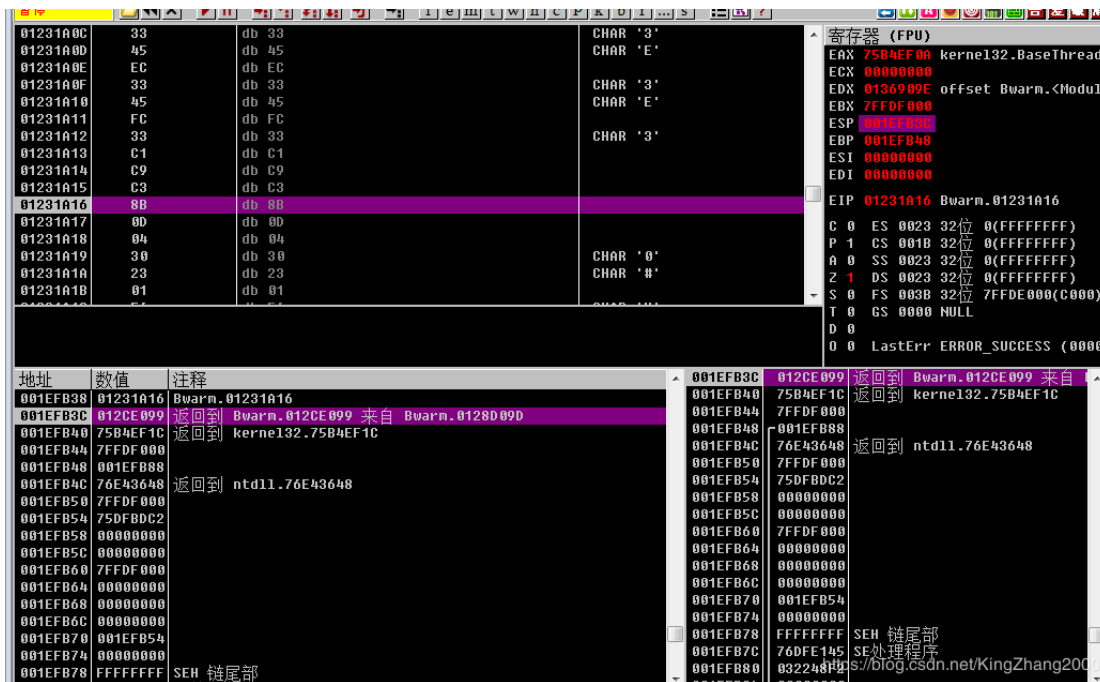 暂停 l e m t w h c P k b r ... s
01231A0C 33 db 33 CHAR '3'
01231A0D 45 db 45 CHAR 'E'
01231A0E EC db EC
01231A0F 33 db 33 CHAR '3'
01231A10 45 db 45 CHAR 'E'
01231A11 FC db FC
01231A12 33 db 33 CHAR '3'
01231A13 C1 db C1
01231A14 C9 db C9
01231A15 C3 db C3
01231A16 8B db 8B
01231A17 0D db 0D
01231A18 04 db 04
01231A19 30 db 30 CHAR '0'
01231A1A 23 db 23 CHAR '#'
01231A1B 01 db 01
寄存器 (FPU)
EAX 75B4EF0A kernel32.BaseThread
ECX 00000000
EDX 0136909E offset Bwarm.<Modul
EBX 7FFDF000
ESP 001EFB3C
EBP 001EFB48
ESI 00000000
EDI 00000000
EIP 01231A16 Bwarm.01231A16
C 0 ES 0023 32位 0(FFFFFFFF)
P 1 CS 001B 32位 0(FFFFFFFF)
A 0 SS 0023 32位 0(FFFFFFFF)
Z 1 DS 0023 32位 0(FFFFFFFF)
S 0 FS 003B 32位 7FFDE000(C000)
T 0 GS 0000 NULL
D 0
O 0 LastErr ERROR_SUCCESS (0000
地址 数值 注释
001EFB38 01231A16 Bwarm.01231A16
001EFB3C 012CE099 返回到 Bwarm.012CE099 来自 Bwarm.0128D09D
001EFB40 75B4EF1C 返回到 kernel32.75B4EF1C
001EFB44 7FFDF000
001EFB48 001EFB88
001EFB4C 76E43648 返回到 ntdll.76E43648
001EFB50 7FFDF000
001EFB54 75DFBDC2
001EFB58 00000000
001EFB5C 00000000
001EFB60 7FFDF000
001EFB64 00000000
001EFB68 00000000
001EFB6C 00000000
001EFB70 001EFB54
001EFB74 00000000
001EFB78 FFFFFFFF SEH 链尾部
001EFB3C 012CE099 返回到 Bwarm.012CE099 来自
001EFB40 75B4EF1C 返回到 kernel32.75B4EF1C
001EFB44 7FFDF000
001EFB48 001EFB88
001EFB4C 76E43648 返回到 ntdll.76E43648
001EFB50 7FFDF000
001EFB54 75DFBDC2
001EFB58 00000000
001EFB5C 00000000
001EFB60 7FFDF000
001EFB64 00000000
001EFB68 00000000
001EFB6C 00000000
001EFB70 001EFB54
001EFB74 00000000
001EFB78 FFFFFFFF SEH 链尾部
001EFB7C 76DFE145 SE处理程序
001EFB80 032248F2
https://blog.csdn.net/KingZhang2000